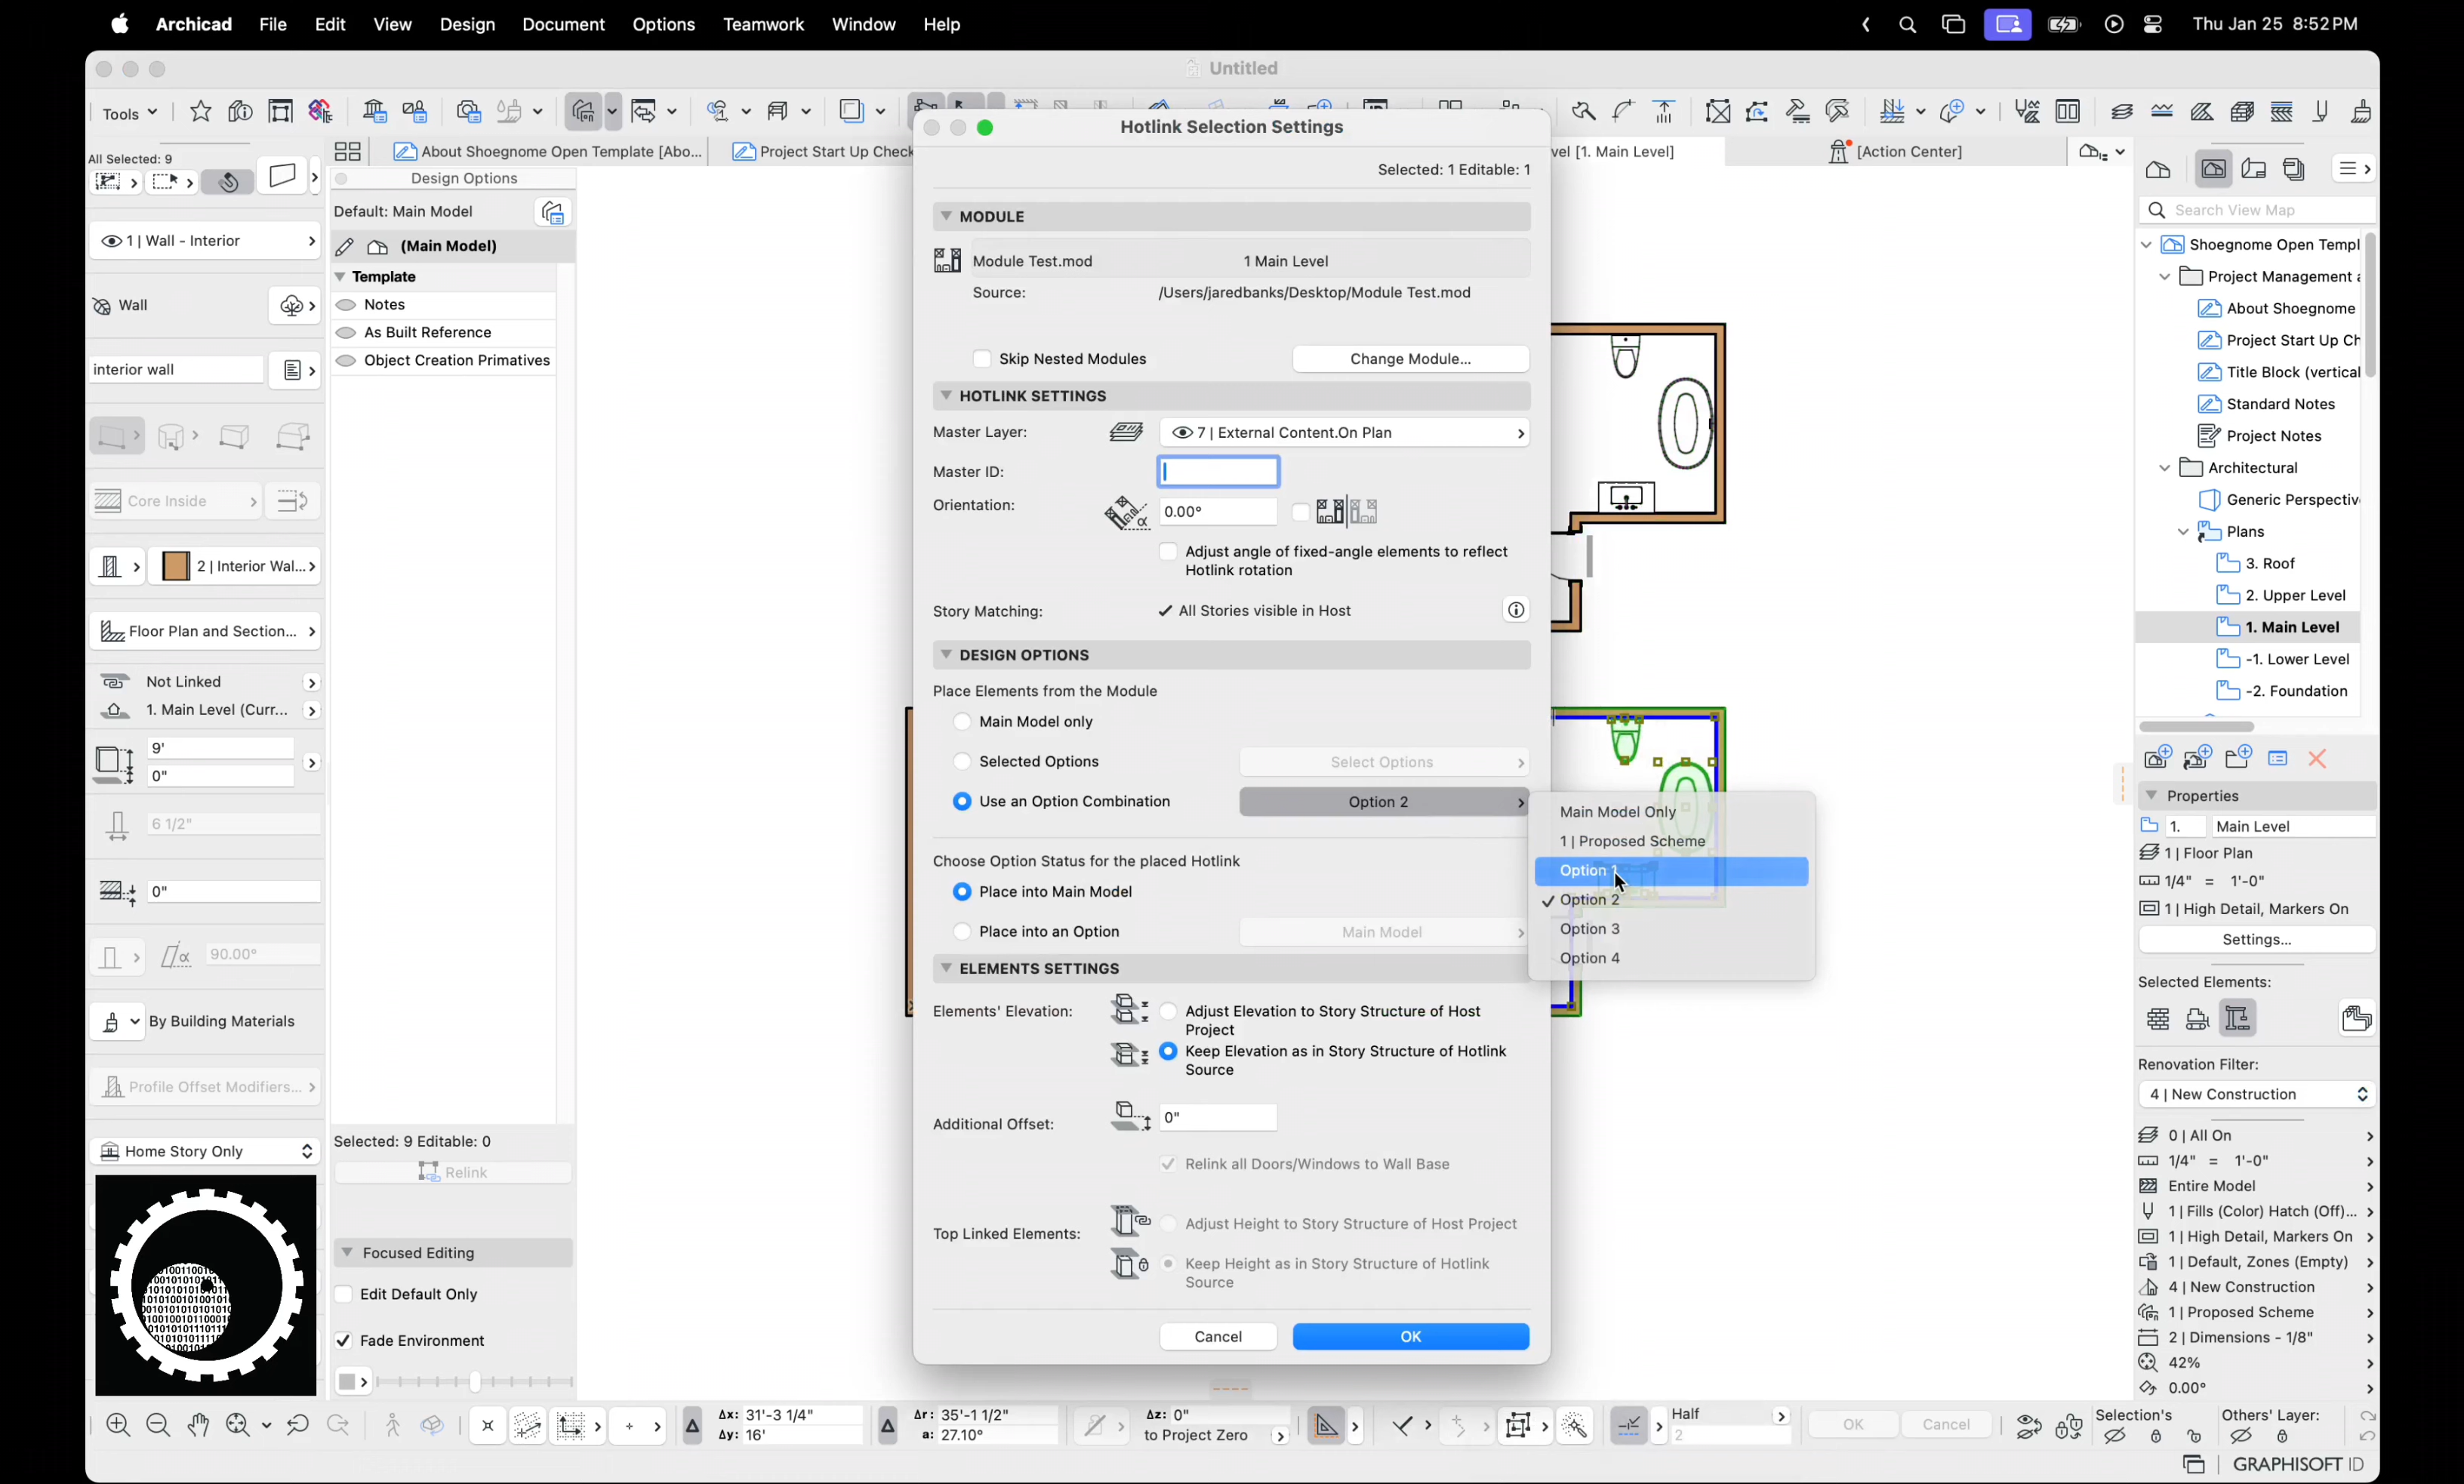 Archicad File Edit View Design Document Options Teamwork Window Help
Thu Jan 25 8:52 PM
Untitled
Tools
About Shoegnome Open Template [Abo...
Project Start Up Check
vel [1. Main Level]
[Action Center]
All Selected: 9
1 | Wall - Interior
Wall
interior wall
Core Inside
2 | Interior Wal...
Floor Plan and Section...
Not Linked
1. Main Level (Curr...
9'
0"
6 1/2"
0"
90.00°
By Building Materials
Profile Offset Modifiers...
Home Story Only
Design Options
Default: Main Model
(Main Model)
Template
Notes
As Built Reference
Object Creation Primatives
Selected: 9 Editable: 0
Relink
Focused Editing
Edit Default Only
Fade Environment
Hotlink Selection Settings
Selected: 1 Editable: 1
MODULE
Module Test.mod 1 Main Level
Source: /Users/jaredbanks/Desktop/Module Test.mod
Skip Nested Modules
Change Module...
HOTLINK SETTINGS
Master Layer: 7 | External Content.On Plan
Master ID:
Orientation: 0.00°
α
Adjust angle of fixed-angle elements to reflect
Hotlink rotation
Story Matching: All Stories visible in Host
DESIGN OPTIONS
Place Elements from the Module
Main Model only
Selected Options
Select Options
Use an Option Combination
Option 2
Main Model Only
1 | Proposed Scheme
Option 1
Option 2
Option 3
Option 4
Choose Option Status for the placed Hotlink
Place into Main Model
Place into an Option
Main Model
ELEMENTS SETTINGS
Elements' Elevation:
Adjust Elevation to Story Structure of Host
Project
Keep Elevation as in Story Structure of Hotlink
Source
Additional Offset: 0"
Relink all Doors/Windows to Wall Base
Top Linked Elements:
Adjust Height to Story Structure of Host Project
Keep Height as in Story Structure of Hotlink
Source
Cancel
OK
Search View Map
Shoegnome Open Templ
Project Management a
About Shoegnome
Project Start Up Ch
Title Block (vertical
Standard Notes
Project Notes
Architectural
Generic Perspectiv
Plans
3. Roof
2. Upper Level
1. Main Level
-1. Lower Level
-2. Foundation
Properties
1. Main Level
1 | Floor Plan
1/4" = 1'-0"
1 | High Detail, Markers On
Settings...
Selected Elements:
Renovation Filter:
4 | New Construction
0 | All On
1/4" = 1'-0"
Entire Model
1 | Fills (Color) Hatch (Off)...
1 | High Detail, Markers On
1 | Default, Zones (Empty)
4 | New Construction
1 | Proposed Scheme
2 | Dimensions - 1/8"
42%
0.00°
Δx: 31'-3 1/4"
Δy: 16'
Δr: 35'-1 1/2"
a: 27.10°
Δz: 0"
to Project Zero
Half
2
OK
Cancel
Selection's
Others' Layer:
GRAPHISOFT ID